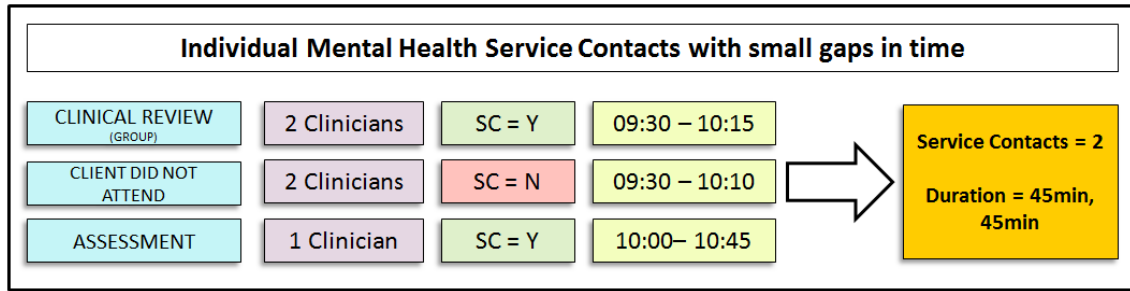 Individual Mental Health Service Contacts with small gaps in time
CLINICAL REVIEW
(GROUP)
2 Clinicians
SC = Y
09:30 – 10:15
CLIENT DID NOT
ATTEND
2 Clinicians
SC = N
09:30 – 10:10
ASSESSMENT
1 Clinician
SC = Y
10:00– 10:45
Service Contacts = 2
Duration = 45min,
45min